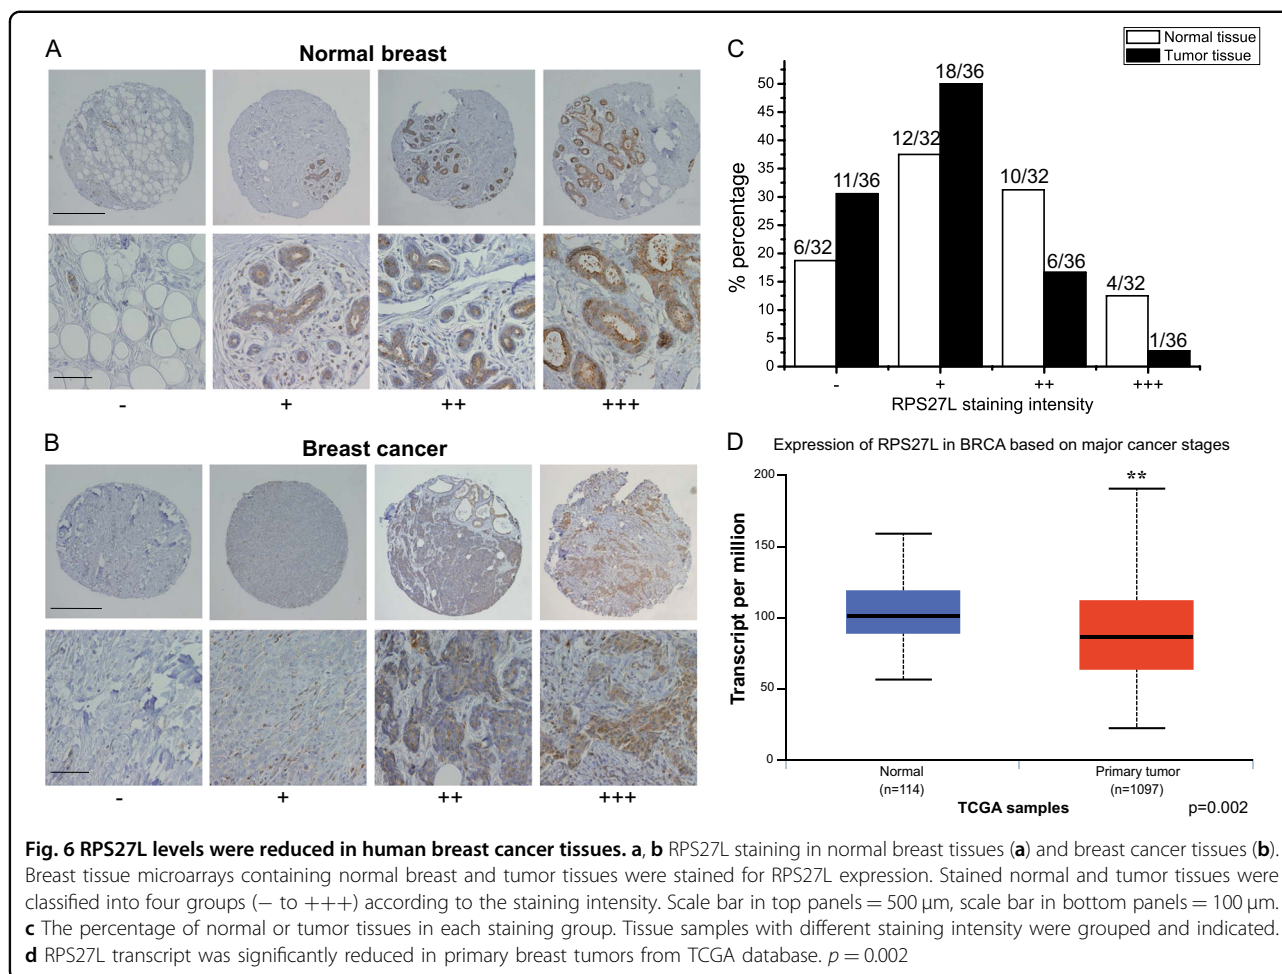 A
Normal breast
- + ++ +++
B
Breast cancer
- + ++ +++
C
Normal tissue
Tumor tissue
% percentage
50
45
40
35
30
25
20
15
10
5
0
6/32
11/36
12/32
18/36
10/32
6/36
4/32
1/36
- + ++ +++
RPS27L staining intensity
D
Expression of RPS27L in BRCA based on major cancer stages
Transcript per million
200
150
100
50
0
**
Normal
(n=114)
Primary tumor
(n=1097)
TCGA samples
p=0.002
Fig. 6 RPS27L levels were reduced in human breast cancer tissues. a, b RPS27L staining in normal breast tissues (a) and breast cancer tissues (b).
Breast tissue microarrays containing normal breast and tumor tissues were stained for RPS27L expression. Stained normal and tumor tissues were
classified into four groups (− to +++) according to the staining intensity. Scale bar in top panels = 500 μm, scale bar in bottom panels = 100 μm.
c The percentage of normal or tumor tissues in each staining group. Tissue samples with different staining intensity were grouped and indicated.
d RPS27L transcript was significantly reduced in primary breast tumors from TCGA database. p = 0.002